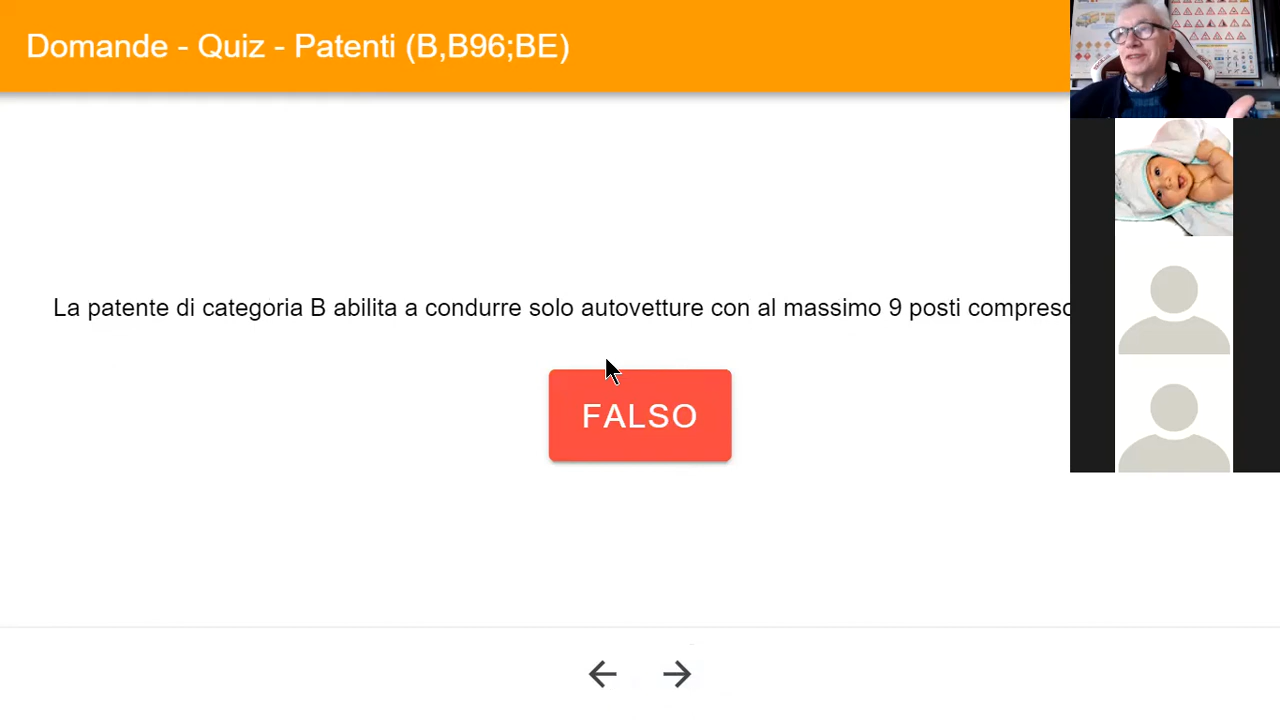 Domande - Quiz - Patenti (B,B96;BE)
La patente di categoria B abilita a condurre solo autovetture con al massimo 9 posti
FALSO